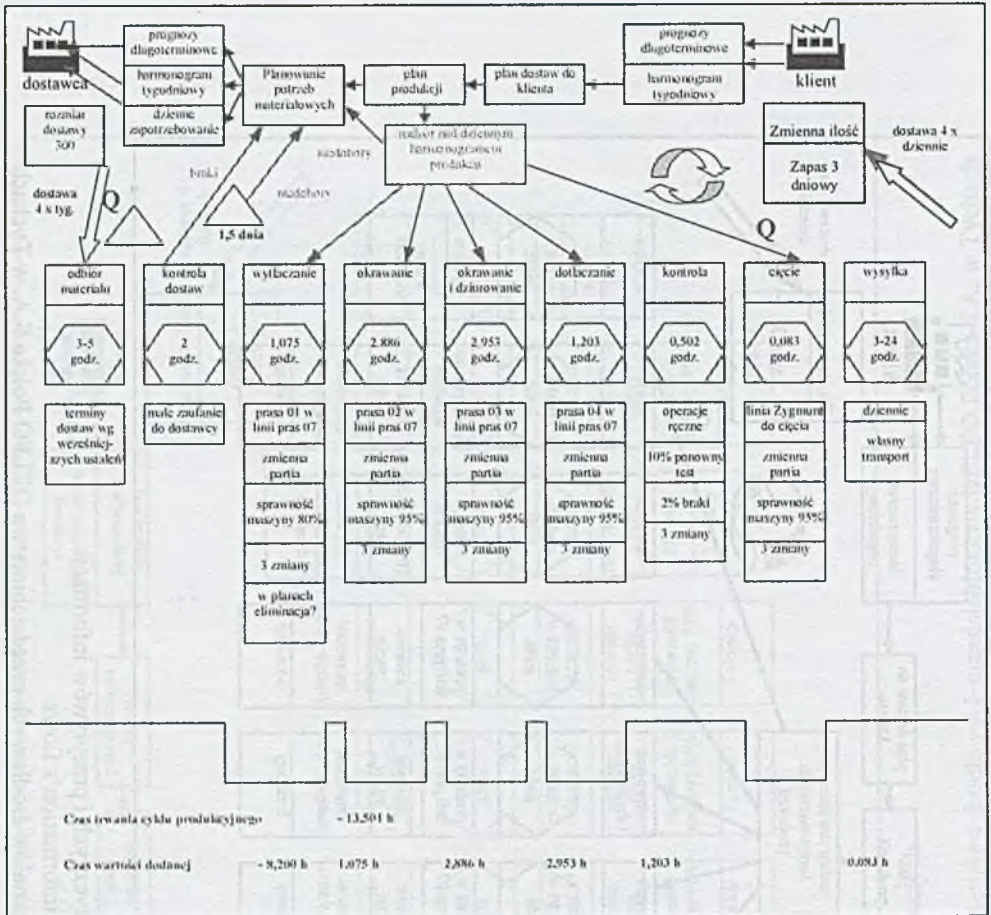 dostawca
prognozy
długoterminowe
harmonogram
tygodniowy
dzienne
zapotrzebowanie
Planowanie
potrzeb
materiałowych
plan
produkcji
plan dostaw do
klienta
prognozy
długoterminowe
harmonogram
tygodniowy
klient
rozmiar
dostawy
300
nadzór nad dziennym
harmonogramem
produkcji
Zmienna ilość
Zapas 3
dniowy
dostawa 4 x
dziennie
braki
niedobory
niedobory
dostawa
4 x tyg.
Q
1,5 dnia
Q
odbiór
materiału
3-5
godz.
terminy
dostaw wg
wcześniej-
szych ustaleń
kontrola
dostaw
2
godz.
małe zaufanie
do dostawcy
wytłaczanie
1,075
godz.
prasa 01 w
linii pras 07
zmienna
partia
sprawność
maszyny 80%
3 zmiany
w planach
eliminacja?
okrawanie
2,886
godz.
prasa 02 w
linii pras 07
zmienna
partia
sprawność
maszyny 95%
3 zmiany
okrawanie
i dziurowanie
2,953
godz.
prasa 03 w
linii pras 07
zmienna
partia
sprawność
maszyny 95%
3 zmiany
dotłaczanie
1,203
godz.
prasa 04 w
linii pras 07
zmienna
partia
sprawność
maszyny 95%
3 zmiany
kontrola
0,502
godz.
operacje
ręczne
10% ponowny
test
2% braki
3 zmiany
cięcie
0,083
godz.
linia Zygmunt
do cięcia
zmienna
partia
sprawność
maszyny 95%
3 zmiany
wysyłka
3-24
godz.
dziennie
własny
transport
Czas trwania cyklu produkcyjnego - 13,501 h
Czas wartości dodanej - 8,200 h 1,075 h 2,886 h 2,953 h 1,203 h 0,083 h